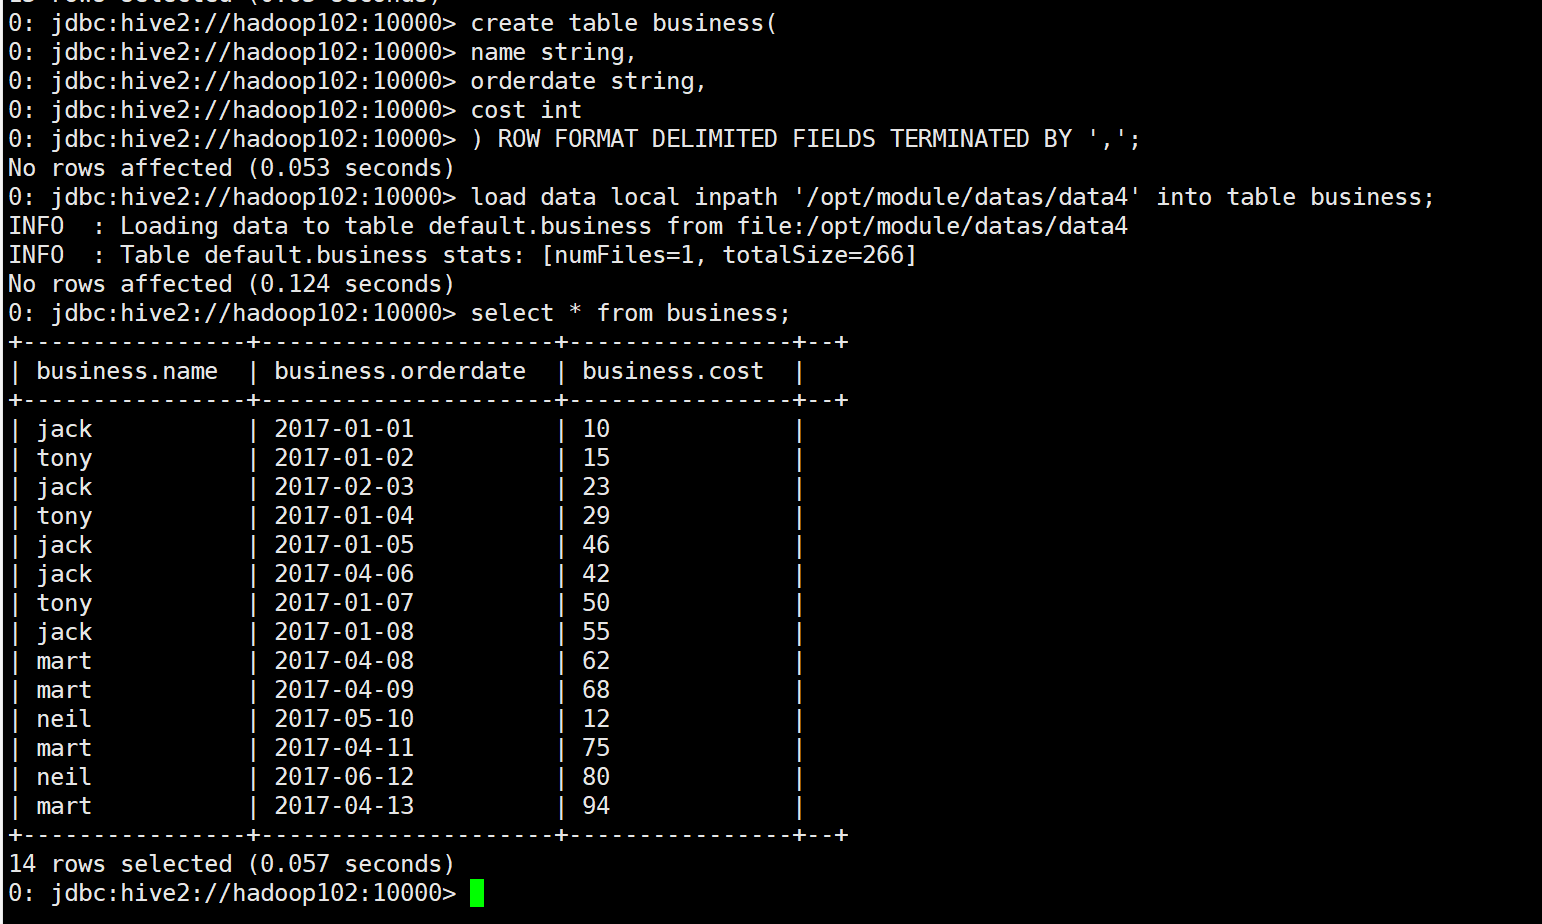 0: jdbc:hive2://hadoop102:10000> create table business(
0: jdbc:hive2://hadoop102:10000> name string,
0: jdbc:hive2://hadoop102:10000> orderdate string,
0: jdbc:hive2://hadoop102:10000> cost int
0: jdbc:hive2://hadoop102:10000> ) ROW FORMAT DELIMITED FIELDS TERMINATED BY ',';
No rows affected (0.053 seconds)
0: jdbc:hive2://hadoop102:10000> load data local inpath '/opt/module/datas/data4' into table business;
INFO  : Loading data to table default.business from file:/opt/module/datas/data4
INFO  : Table default.business stats: [numFiles=1, totalSize=266]
No rows affected (0.124 seconds)
0: jdbc:hive2://hadoop102:10000> select * from business;
+----------------+---------------------+----------------+--+
| business.name  | business.orderdate  | business.cost  |
+----------------+---------------------+----------------+--+
| jack           | 2017-01-01          | 10             |
| tony           | 2017-01-02          | 15             |
| jack           | 2017-02-03          | 23             |
| tony           | 2017-01-04          | 29             |
| jack           | 2017-01-05          | 46             |
| jack           | 2017-04-06          | 42             |
| tony           | 2017-01-07          | 50             |
| jack           | 2017-01-08          | 55             |
| mart           | 2017-04-08          | 62             |
| mart           | 2017-04-09          | 68             |
| neil           | 2017-05-10          | 12             |
| mart           | 2017-04-11          | 75             |
| neil           | 2017-06-12          | 80             |
| mart           | 2017-04-13          | 94             |
+----------------+---------------------+----------------+--+
14 rows selected (0.057 seconds)
0: jdbc:hive2://hadoop102:10000>